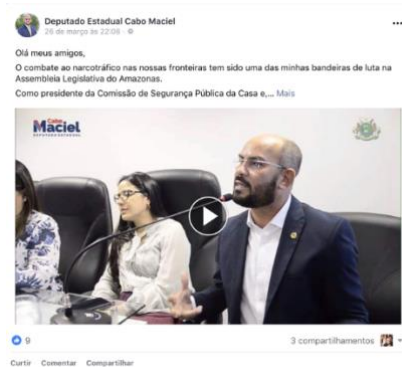 Deputado Estadual Cabo Maciel
26 de março às 22:06
Olá meus amigos,
O combate ao narcotráfico nas nossas fronteiras tem sido uma das minhas bandeiras de luta na
Assembleia Legislativa do Amazonas.
Como presidente da Comissão de Segurança Pública da Casa e,... Mais
Cabo
Maciel
DEPUTADO ESTADUAL
9
3 compartilhamentos
Curtir Comentar Compartilhar